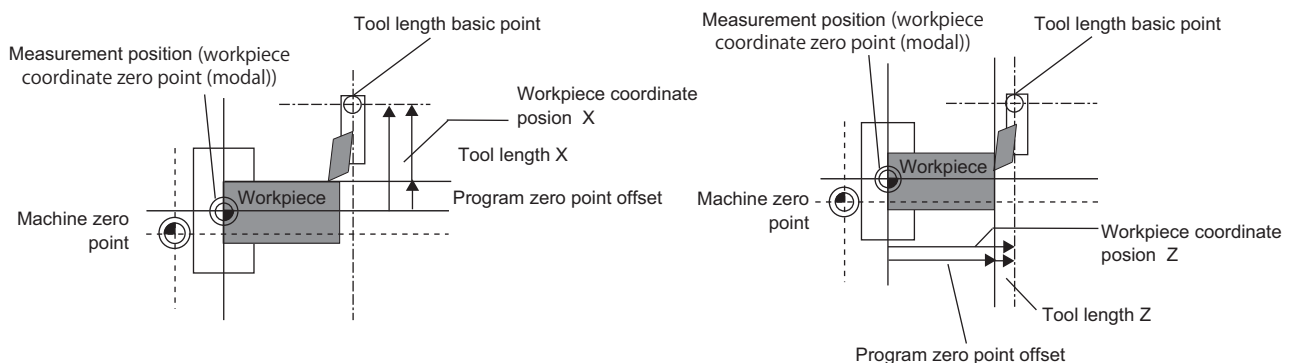 Tool length basic point
Measurement position (workpiece
coordinate zero point (modal))
Workpiece coordinate
posion X
Tool length X
Workpiece
Program zero point offset
Machine zero
point
Tool length basic point
Measurement position (workpiece
coordinate zero point (modal))
Workpiece
Machine zero
point
Workpiece coordinate
posion Z
Tool length Z
Program zero point offset